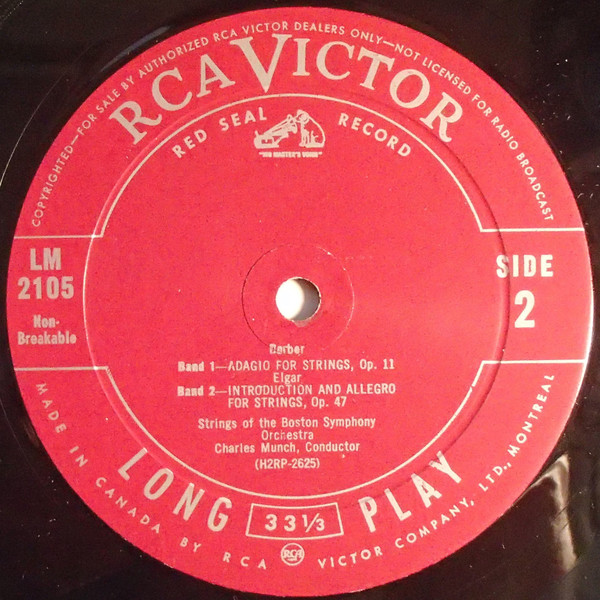 COPYRIGHTED—FOR SALE BY AUTHORIZED RCA VICTOR DEALERS ONLY—NOT LICENSED FOR RADIO BROADCAST
RCA VICTOR
RED SEAL RECORD
"HIS MASTER'S VOICE"
LM
2105
Non-
Breakable
SIDE
2
Barber
Band 1—ADAGIO FOR STRINGS, Op. 11
Elgar
Band 2—INTRODUCTION AND ALLEGRO
FOR STRINGS, Op. 47
Strings of the Boston Symphony
Orchestra
Charles Munch, Conductor
(H2RP-2625)
LONG 33 1/3 PLAY
MADE IN CANADA BY RCA RCA VICTOR COMPANY, LTD., MONTREAL